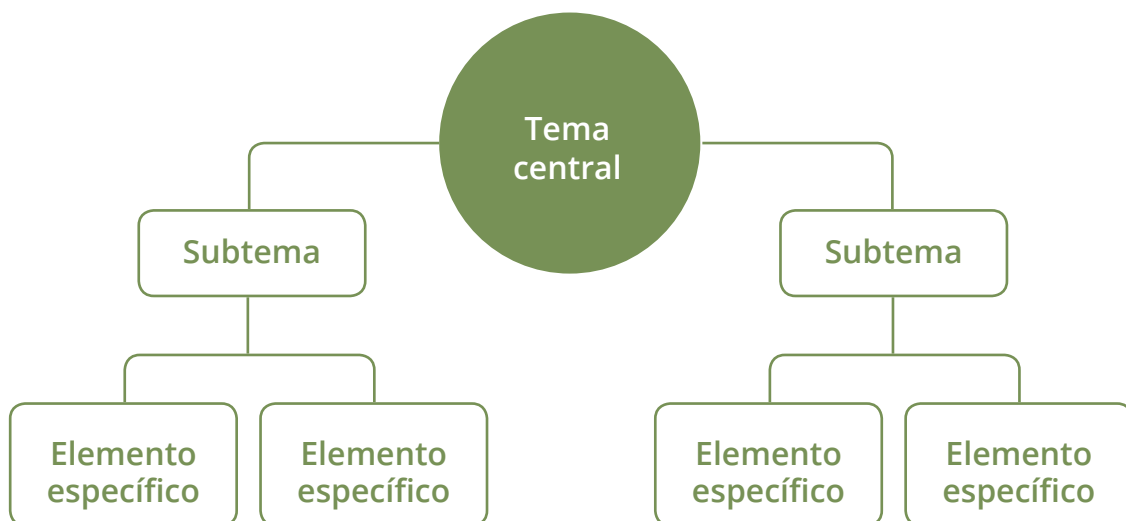 Tema
central
Subtema
Subtema
Elemento
específico
Elemento
específico
Elemento
específico
Elemento
específico